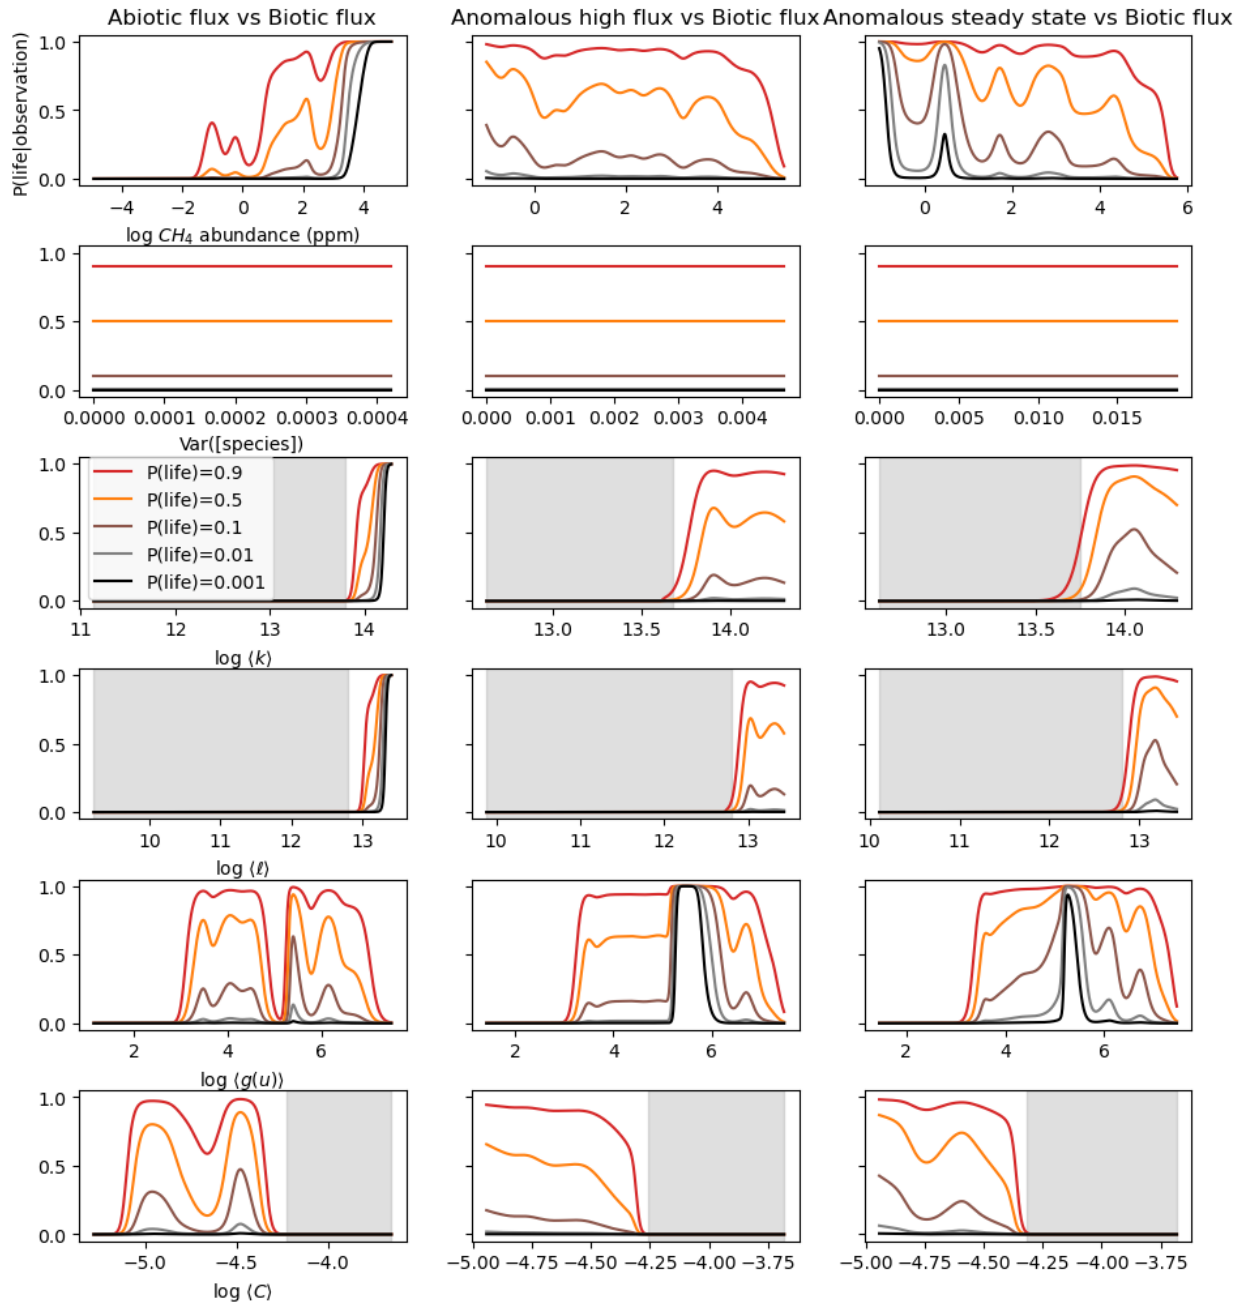 Abiotic flux vs Biotic flux
Anomalous high flux vs Biotic flux
Anomalous steady state vs Biotic flux
P(life|observation)
1.0
0.5
0.0
−4 −2 0 2 4
0 2 4
0 2 4 6
log CH₄ abundance (ppm)
1.0
0.5
0.0
0.0000 0.0001 0.0002 0.0003 0.0004
0.000 0.001 0.002 0.003 0.004
0.000 0.005 0.010 0.015
Var([species])
1.0
0.5
0.0
P(life)=0.9
P(life)=0.5
P(life)=0.1
P(life)=0.01
P(life)=0.001
11 12 13 14
13.0 13.5 14.0
13.0 13.5 14.0
log ⟨k⟩
1.0
0.5
0.0
10 11 12 13
10 11 12 13
10 11 12 13
log ⟨ℓ⟩
1.0
0.5
0.0
2 4 6
2 4 6
2 4 6
log ⟨g(u)⟩
1.0
0.5
0.0
−5.0 −4.5 −4.0
−5.00 −4.75 −4.50 −4.25 −4.00 −3.75
−5.00 −4.75 −4.50 −4.25 −4.00 −3.75
log ⟨C⟩